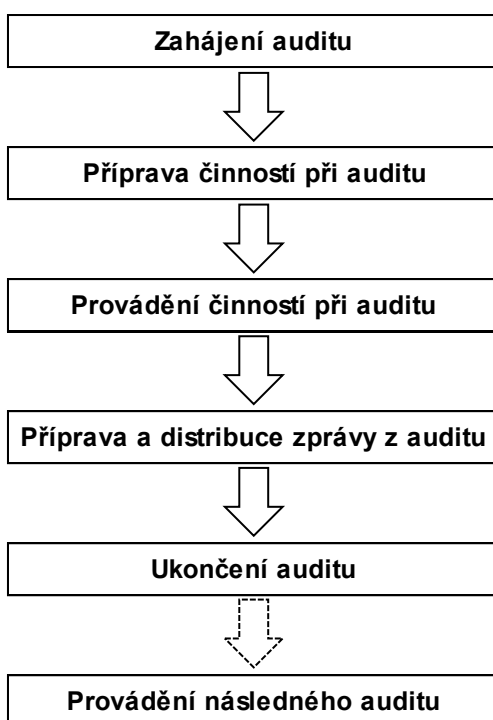 Zahájení auditu
Příprava činností při auditu
Provádění činností při auditu
Příprava a distribuce zprávy z auditu
Ukončení auditu
Provádění následného auditu